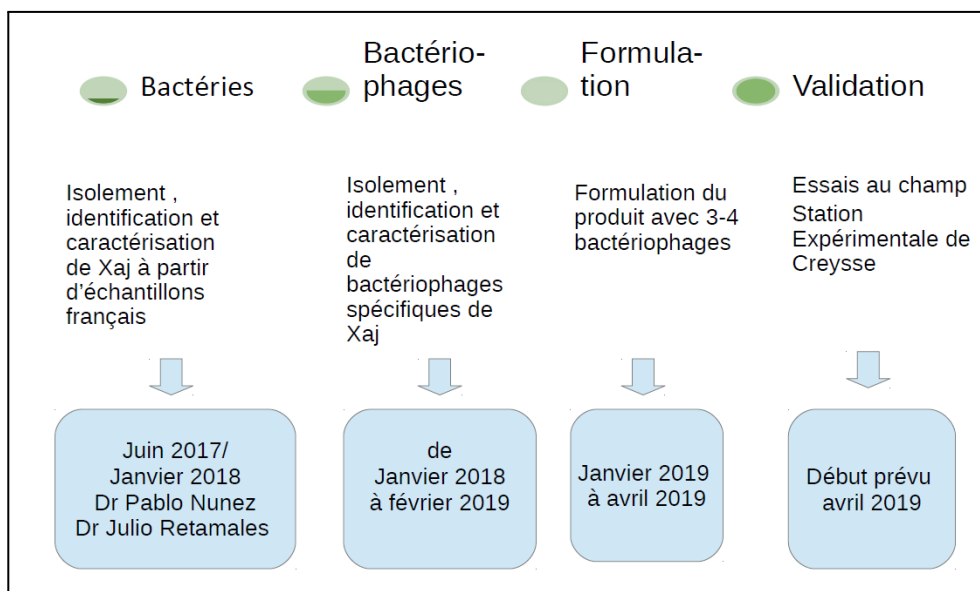 Bactéries
Bactério-
phages
Formula-
tion
Validation
Isolement ,
identification et
caractérisation
de Xaj à partir
d'échantillons
français
Isolement ,
identification et
caractérisation
de
bactériophages
spécifiques de
Xaj
Formulation du
produit avec 3-4
bactériophages
Essais au champ
Station
Expérimentale de
Creysse
Juin 2017/
Janvier 2018
Dr Pablo Nunez
Dr Julio Retamales
de
Janvier 2018
à février 2019
Janvier 2019
à avril 2019
Début prévu
avril 2019